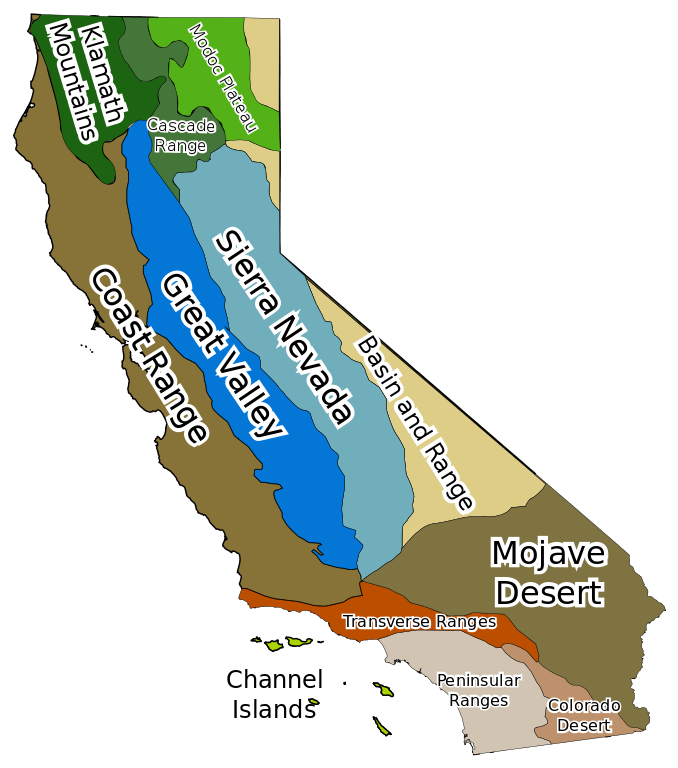 Klamath
Mountains
Modoc Plateau
Cascade
Range
Sierra Nevada
Great Valley
Coast Range
Basin and Range
Mojave
Desert
Transverse Ranges
Channel
Islands
Peninsular
Ranges
Colorado
Desert